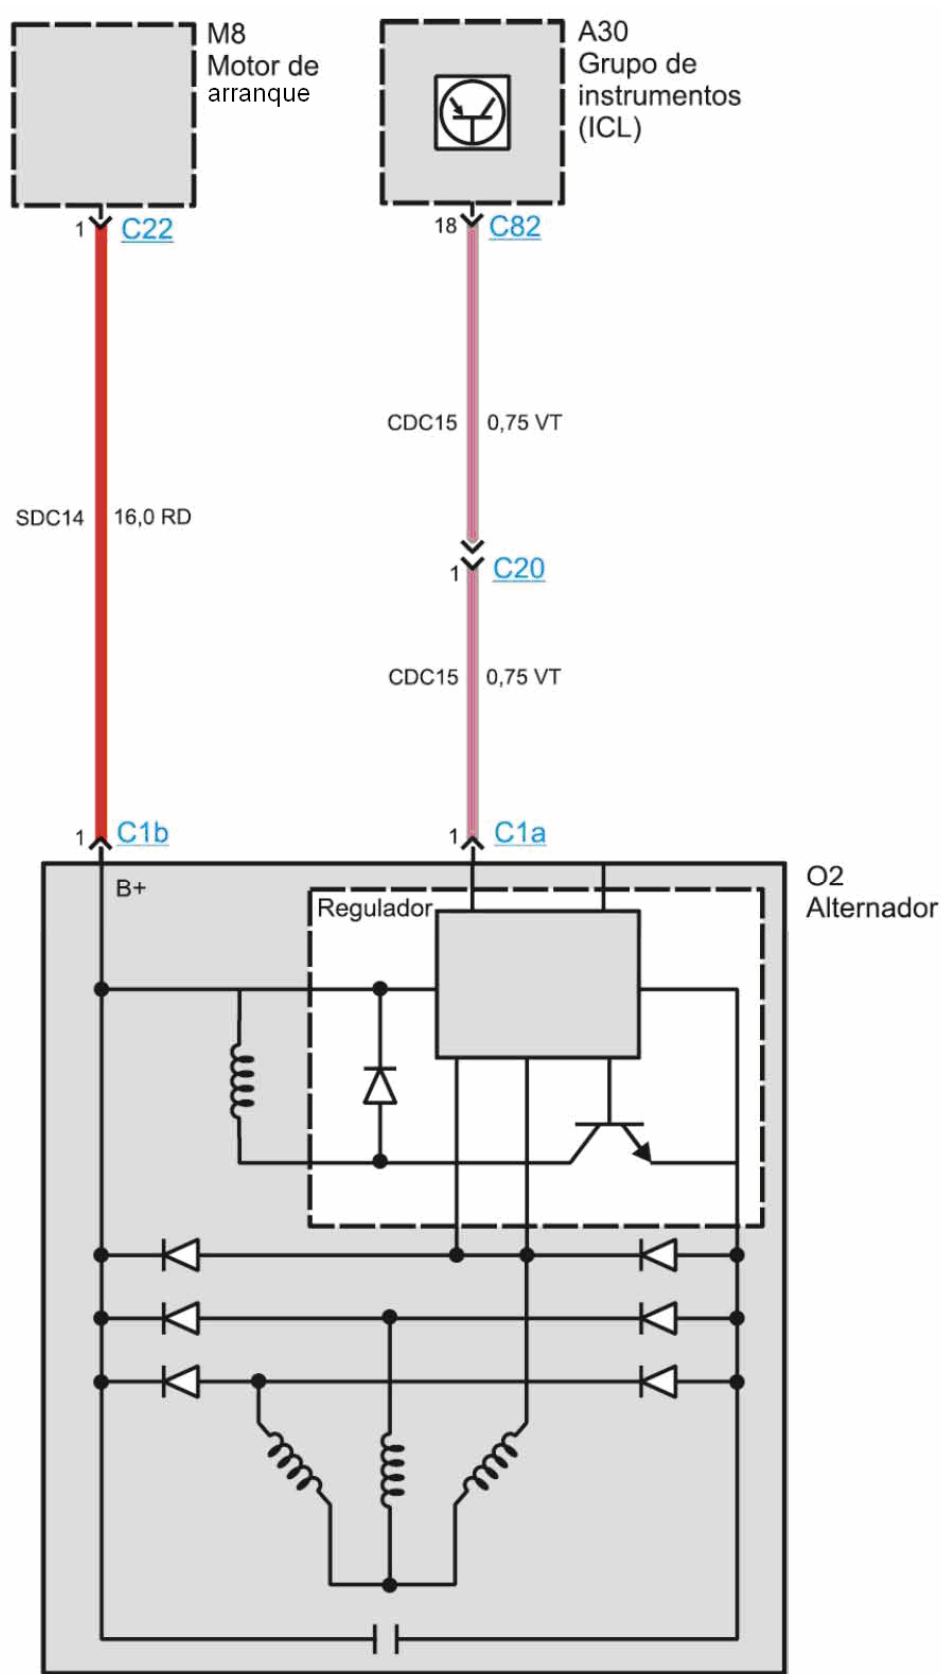 M8
Motor de
arranque
A30
Grupo de
instrumentos
(ICL)
1 C22
18 C82
CDC15 0,75 VT
SDC14 16,0 RD
1 C20
CDC15 0,75 VT
1 C1b
1 C1a
B+
Regulador
O2
Alternador